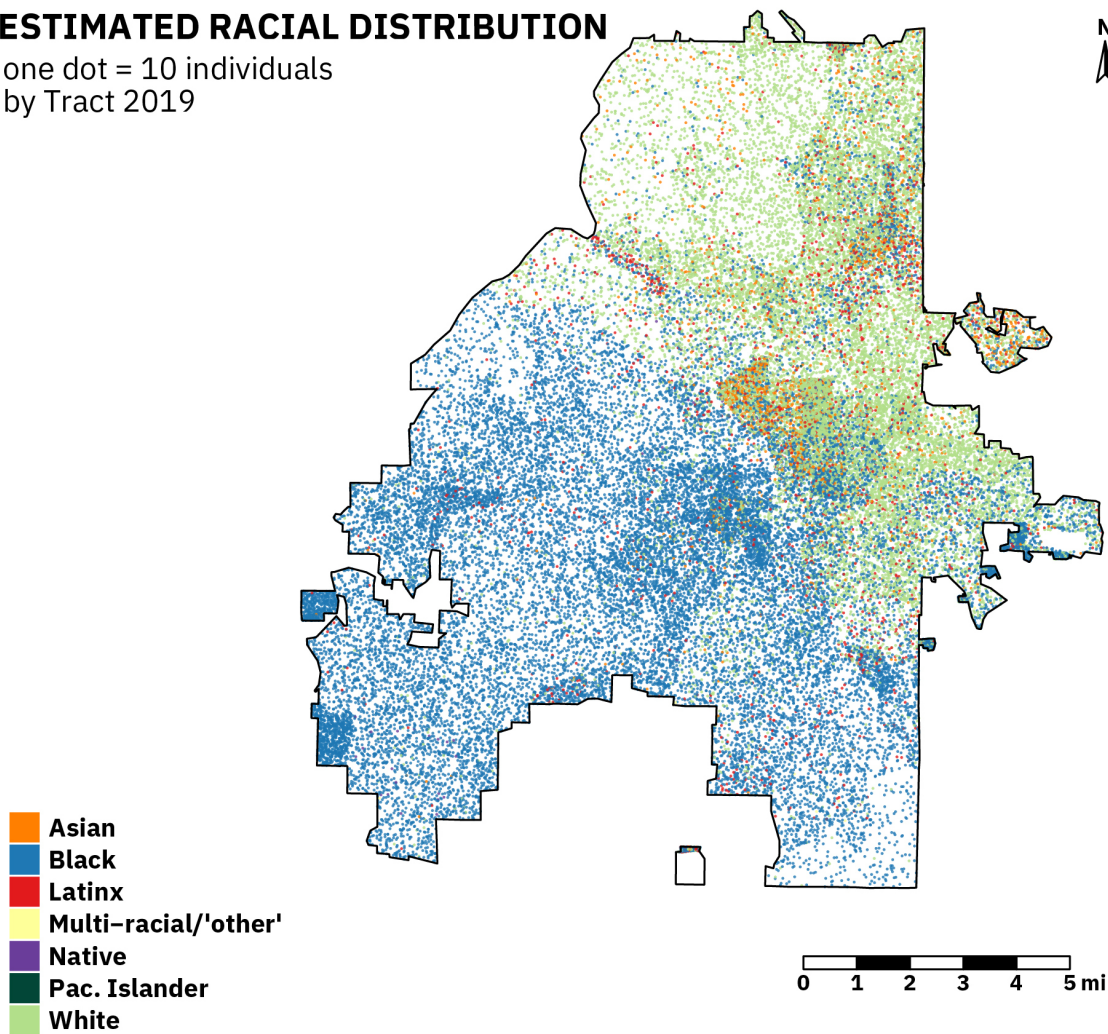 ESTIMATED RACIAL DISTRIBUTION
one dot = 10 individuals
by Tract 2019
N
Asian
Black
Latinx
Multi–racial/'other'
Native
Pac. Islander
White
0 1 2 3 4 5 mi